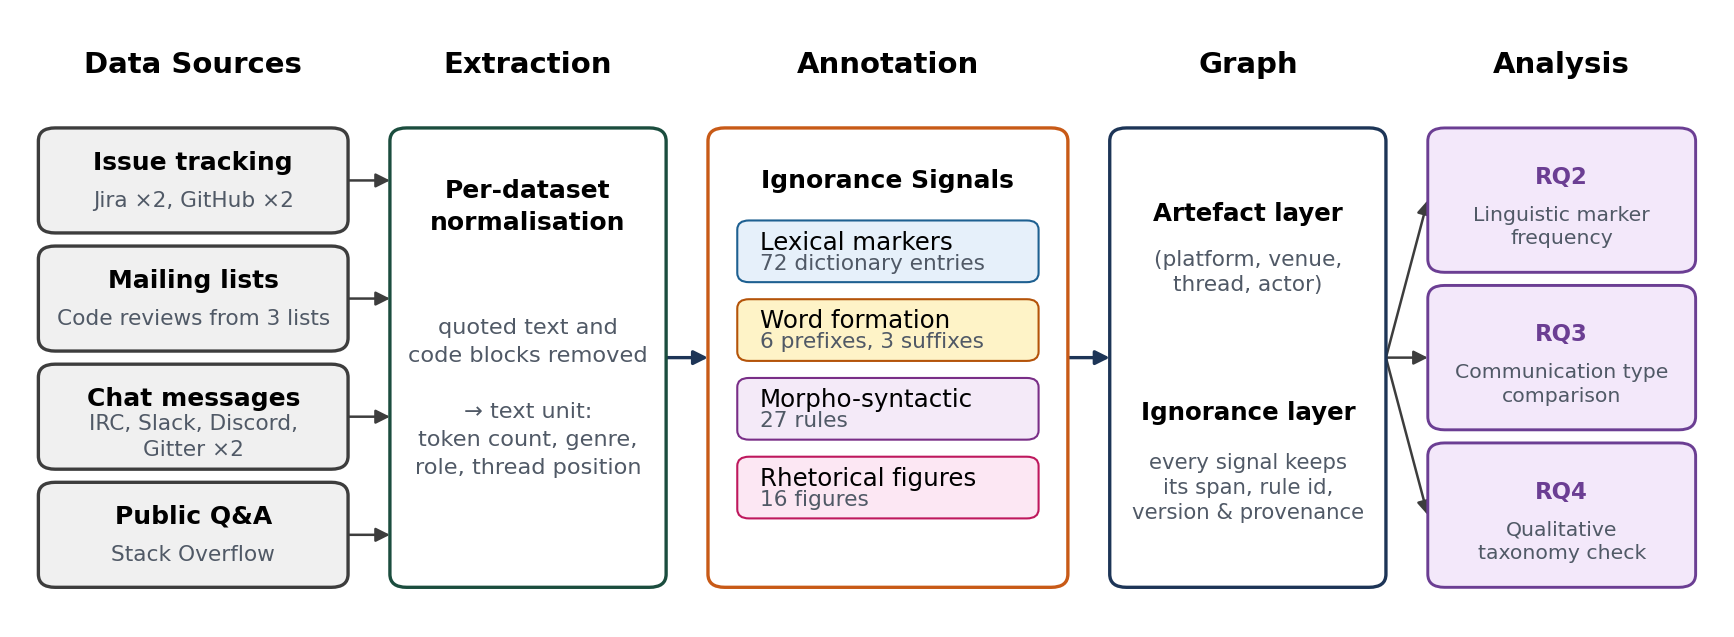 Data Sources
Extraction
Annotation
Graph
Analysis
Issue tracking
Jira ×2, GitHub ×2
Mailing lists
Code reviews from 3 lists
Chat messages
IRC, Slack, Discord,
Gitter ×2
Public Q&A
Stack Overflow
Per-dataset
normalisation
quoted text and
code blocks removed
→ text unit:
token count, genre,
role, thread position
Ignorance Signals
Lexical markers
72 dictionary entries
Word formation
6 prefixes, 3 suffixes
Morpho-syntactic
27 rules
Rhetorical figures
16 figures
Artefact layer
(platform, venue,
thread, actor)
Ignorance layer
every signal keeps
its span, rule id,
version & provenance
RQ2
Linguistic marker
frequency
RQ3
Communication type
comparison
RQ4
Qualitative
taxonomy check